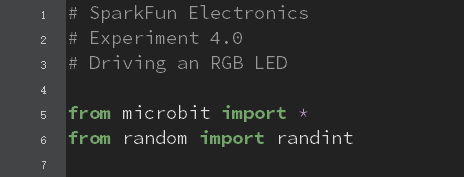 1 # SparkFun Electronics
2 # Experiment 4.0
3 # Driving an RGB LED
4
5 from microbit import *
6 from random import randint
7